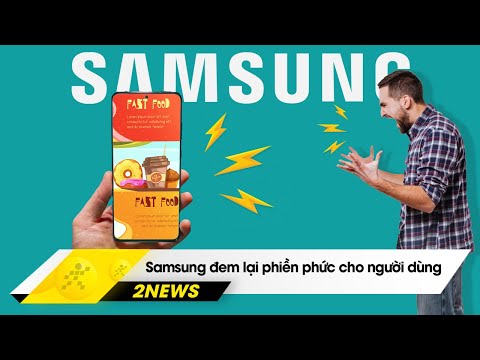 SAMSUNG
FAST FOOD
FAST FOOD
Samsung đem lại phiền phức cho người dùng
2NEWS